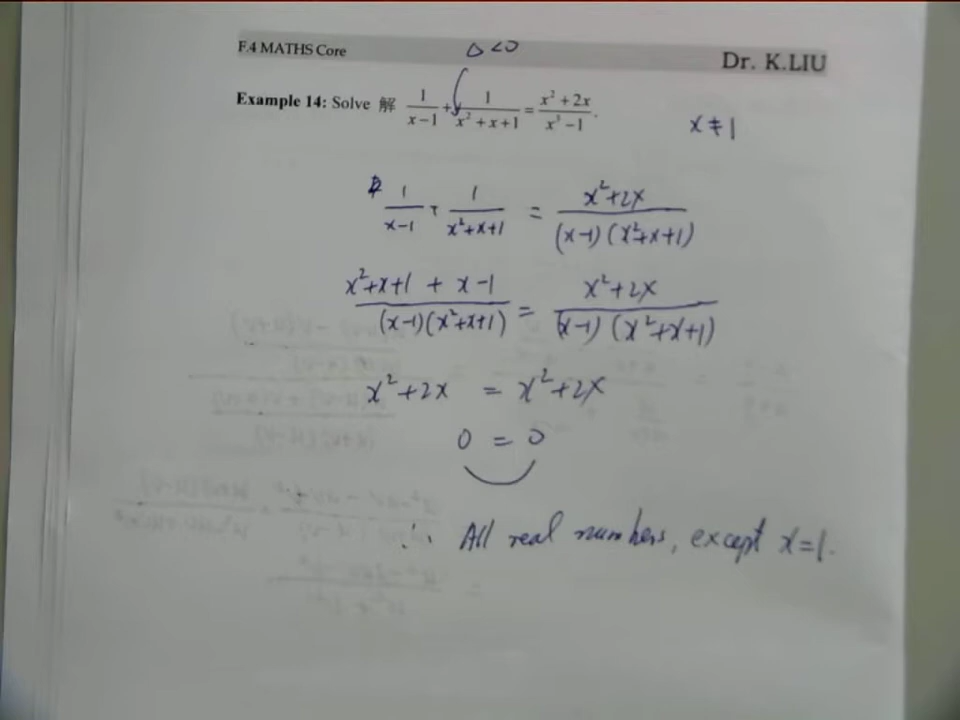 F.4 MATHS Core Δ<0 Dr. K.LIU
Example 14: Solve 解 1/(x−1) + 1/(x²+x+1) = (x²+2x)/(x³−1).
x ≠ 1
1/(x−1) + 1/(x²+x+1) = (x²+2x)/((x−1)(x²+x+1))
(x²+x+1 + x−1)/((x−1)(x²+x+1)) = (x²+2x)/((x−1)(x²+x+1))
x²+2x = x²+2x
0 = 0
∴ All real numbers, except x=1.